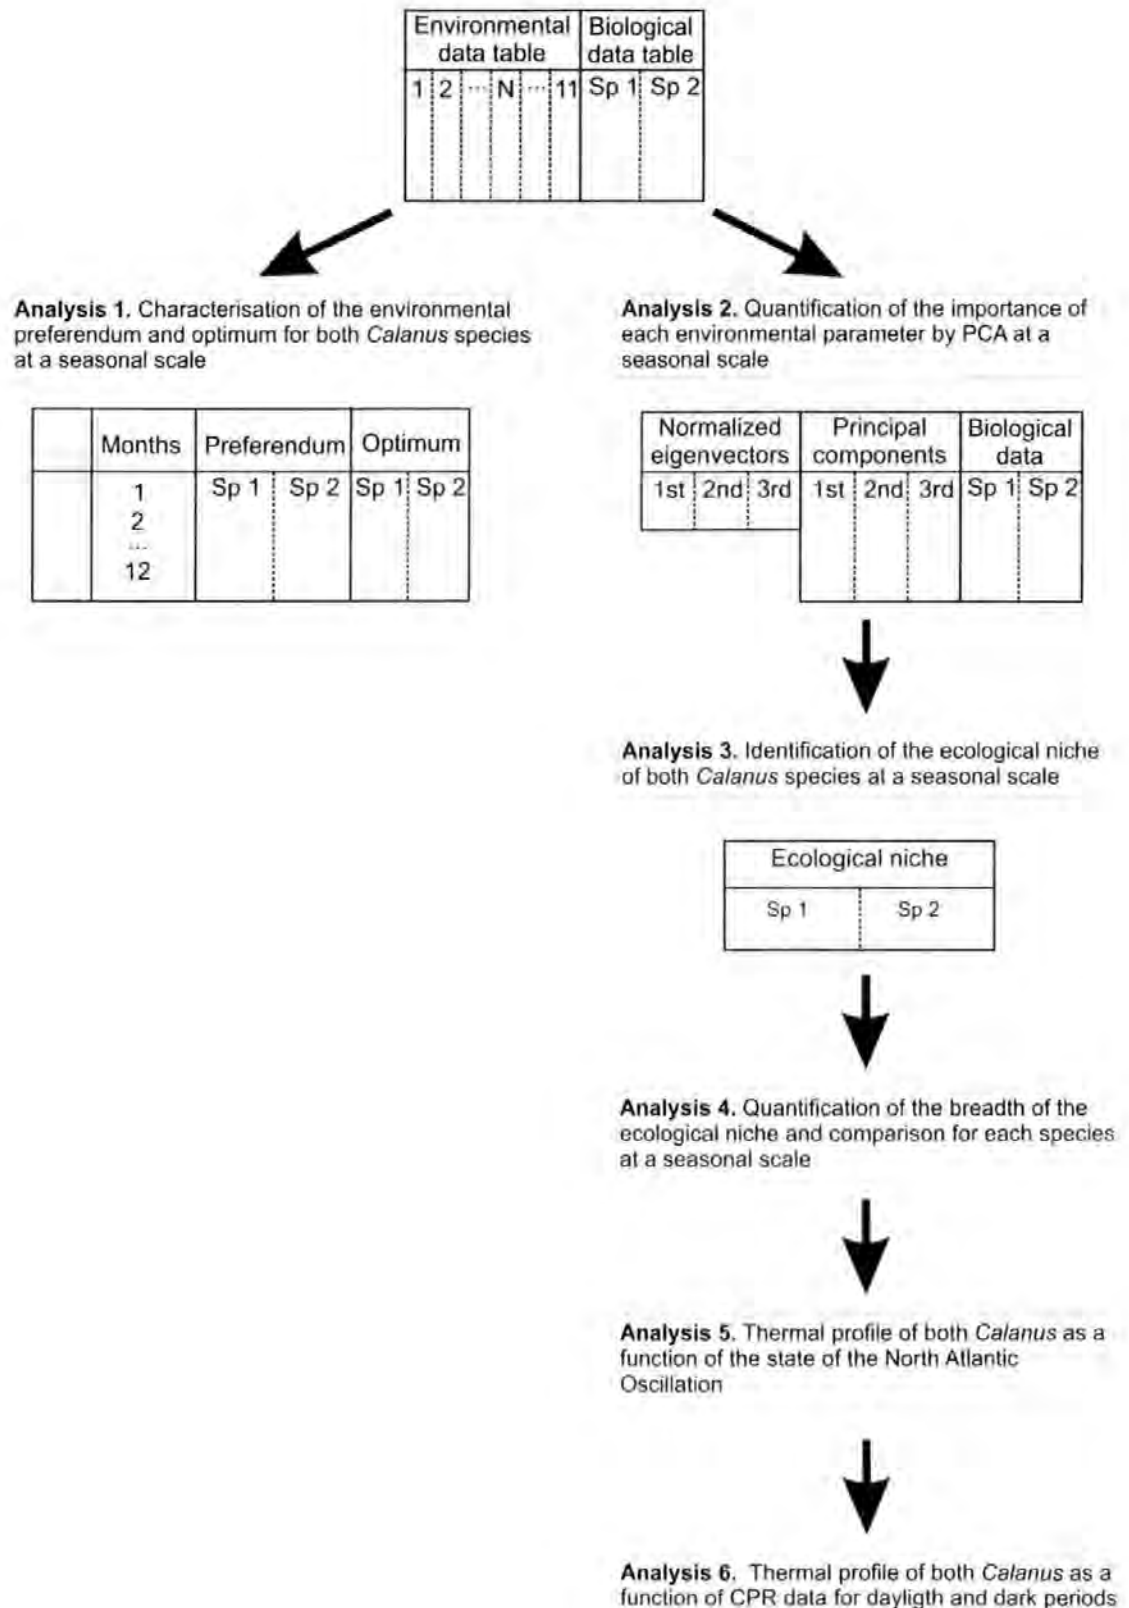 Environmental data table
Biological data table
1 2 ... N ... 11 Sp 1 Sp 2
Analysis 1. Characterisation of the environmental
preferendum and optimum for both Calanus species
at a seasonal scale
Months Preferendum Optimum
Sp 1 Sp 2 Sp 1 Sp 2
1
2
...
12
Analysis 2. Quantification of the importance of
each environmental parameter by PCA at a
seasonal scale
Normalized eigenvectors
Principal components
Biological data
1st 2nd 3rd 1st 2nd 3rd Sp 1 Sp 2
Analysis 3. Identification of the ecological niche
of both Calanus species at a seasonal scale
Ecological niche
Sp 1 Sp 2
Analysis 4. Quantification of the breadth of the
ecological niche and comparison for each species
at a seasonal scale
Analysis 5. Thermal profile of both Calanus as a
function of the state of the North Atlantic
Oscillation
Analysis 6. Thermal profile of both Calanus as a
function of CPR data for dayligth and dark periods